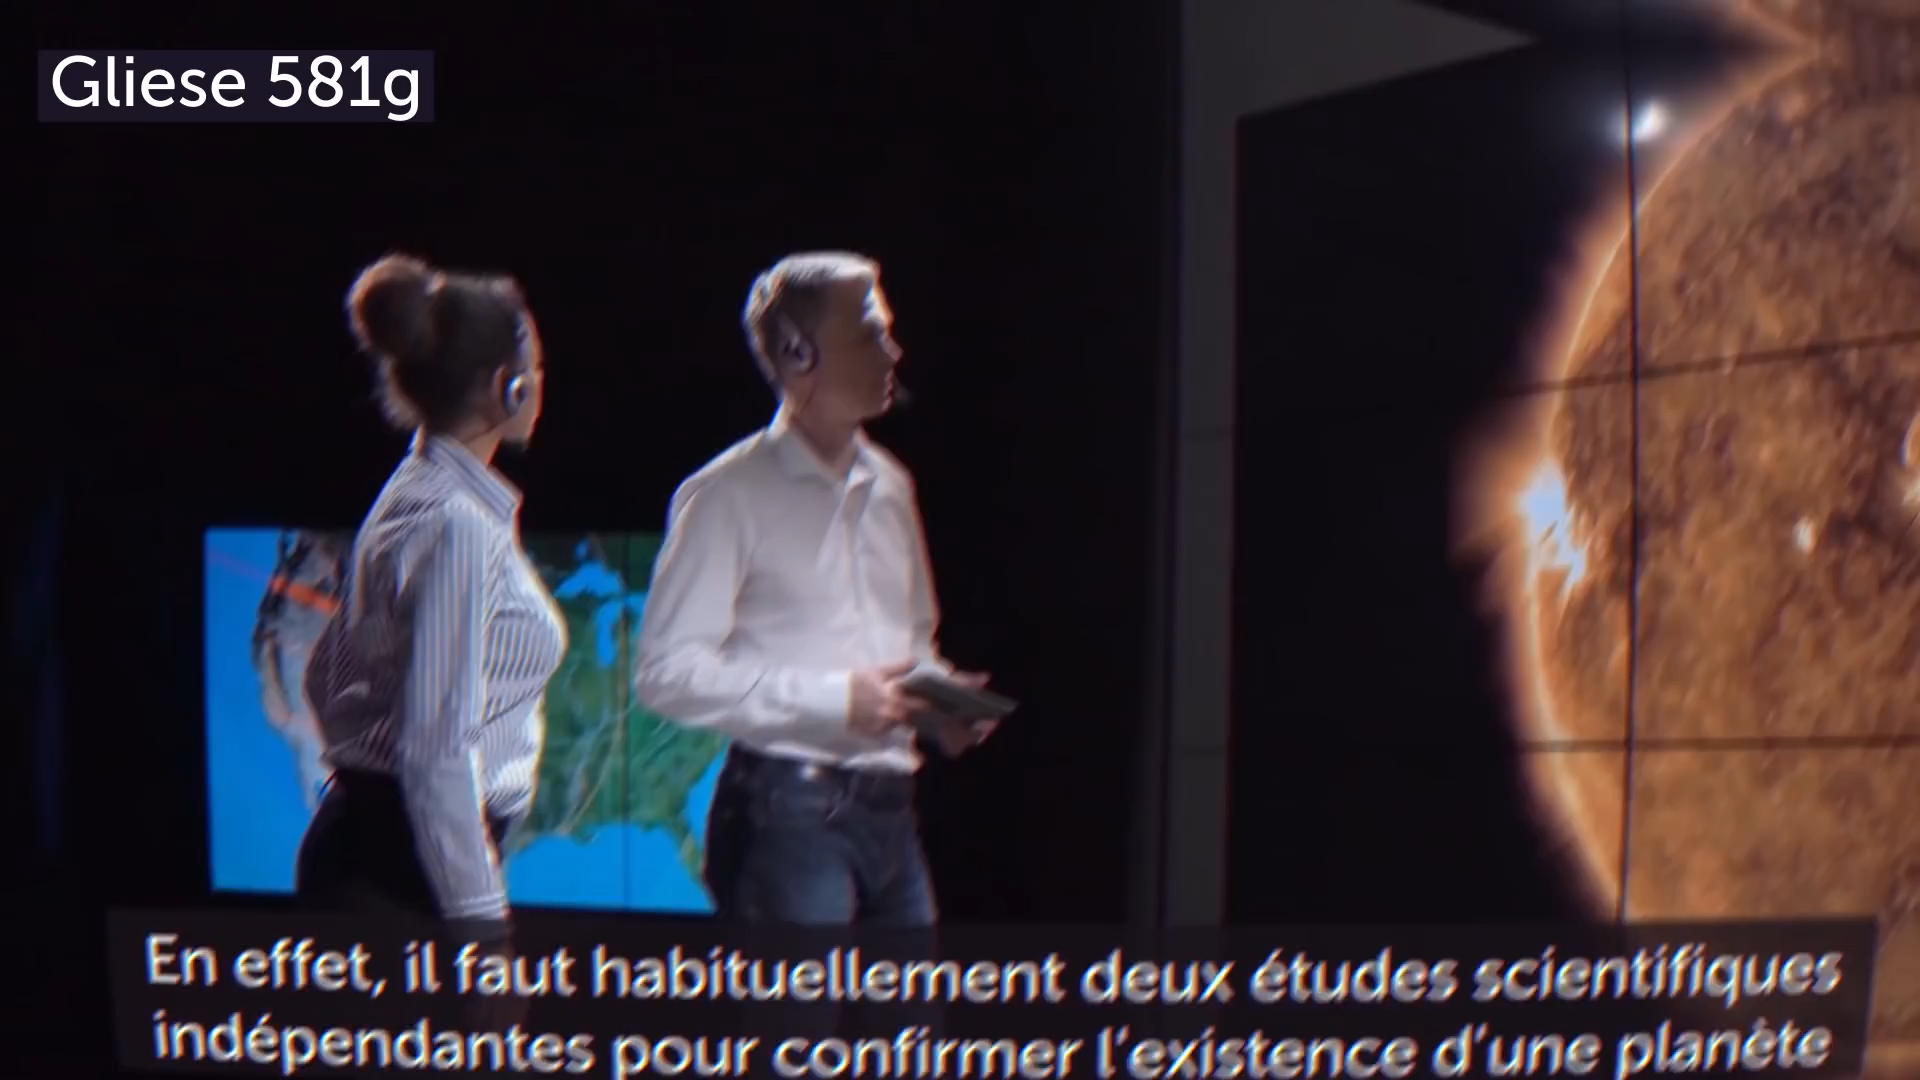 Gliese 581g
En effet, il faut habituellement deux études scientifiques
indépendantes pour confirmer l'existence d'une planète